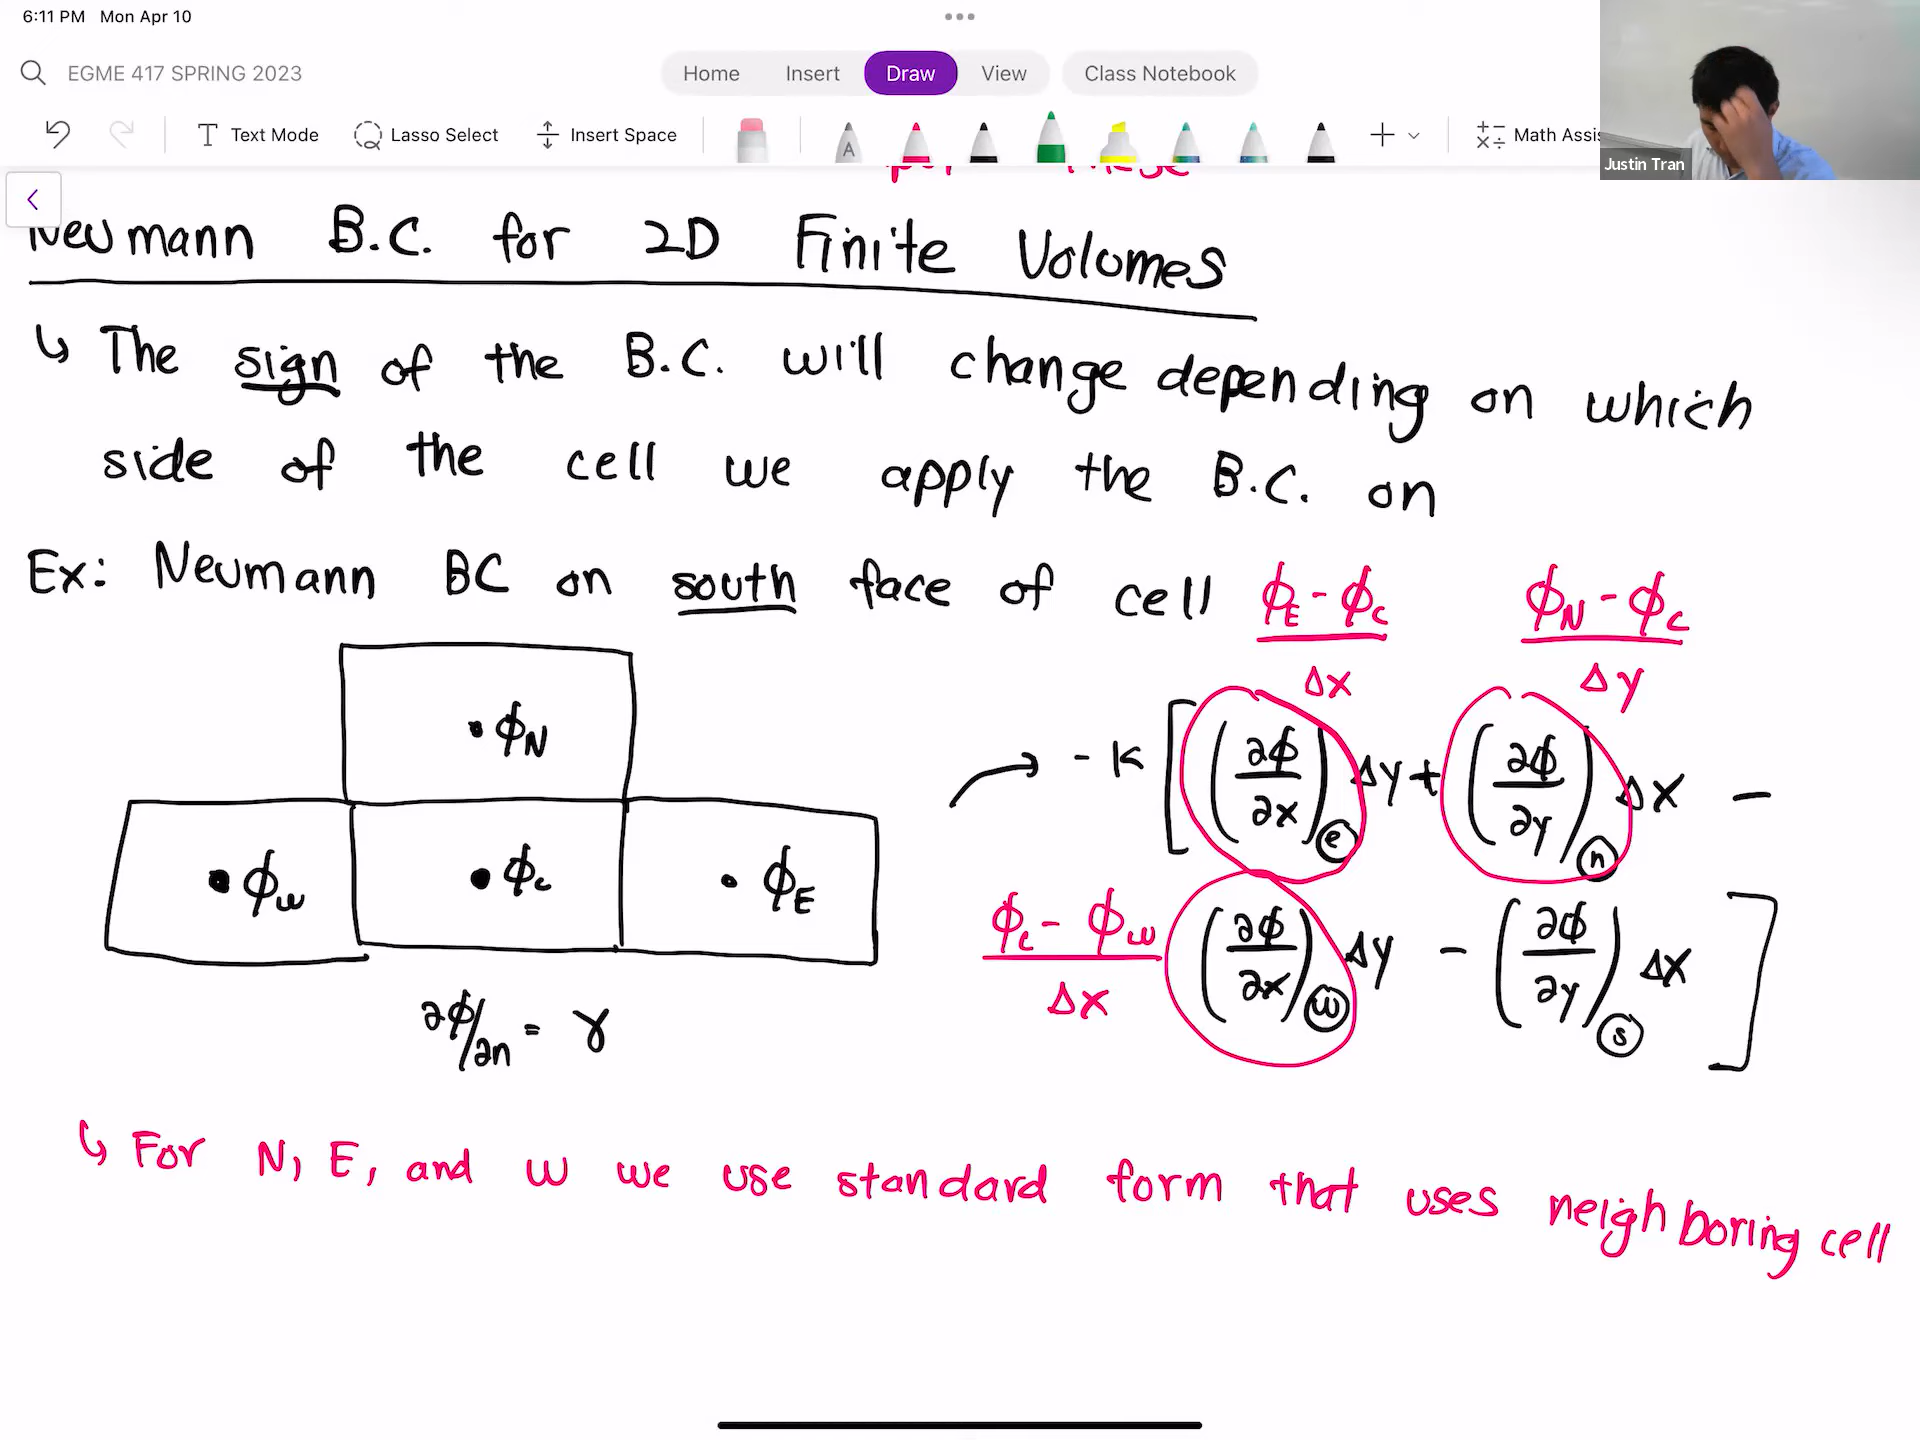 6:11 PM Mon Apr 10
EGME 417 SPRING 2023
Home Insert Draw View Class Notebook
Text Mode Lasso Select Insert Space
A
Math Assis
Justin Tran
Neumann B.C. for 2D Finite Volumes
↳ The sign of the B.C. will change depending on which
side of the cell we apply the B.C. on
Ex: Neumann BC on south face of cell
ϕE - ϕC / Δx
ϕN - ϕC / Δy
• ϕN
• ϕW • ϕC • ϕE
→ - K [ (∂ϕ/∂x)e Δy + (∂ϕ/∂y)n Δx -
ϕC - ϕW / Δx
(∂ϕ/∂x)w Δy - (∂ϕ/∂y)s Δx ]
∂ϕ/∂n = γ
↳ For N, E, and W we use standard form that uses neighboring cell